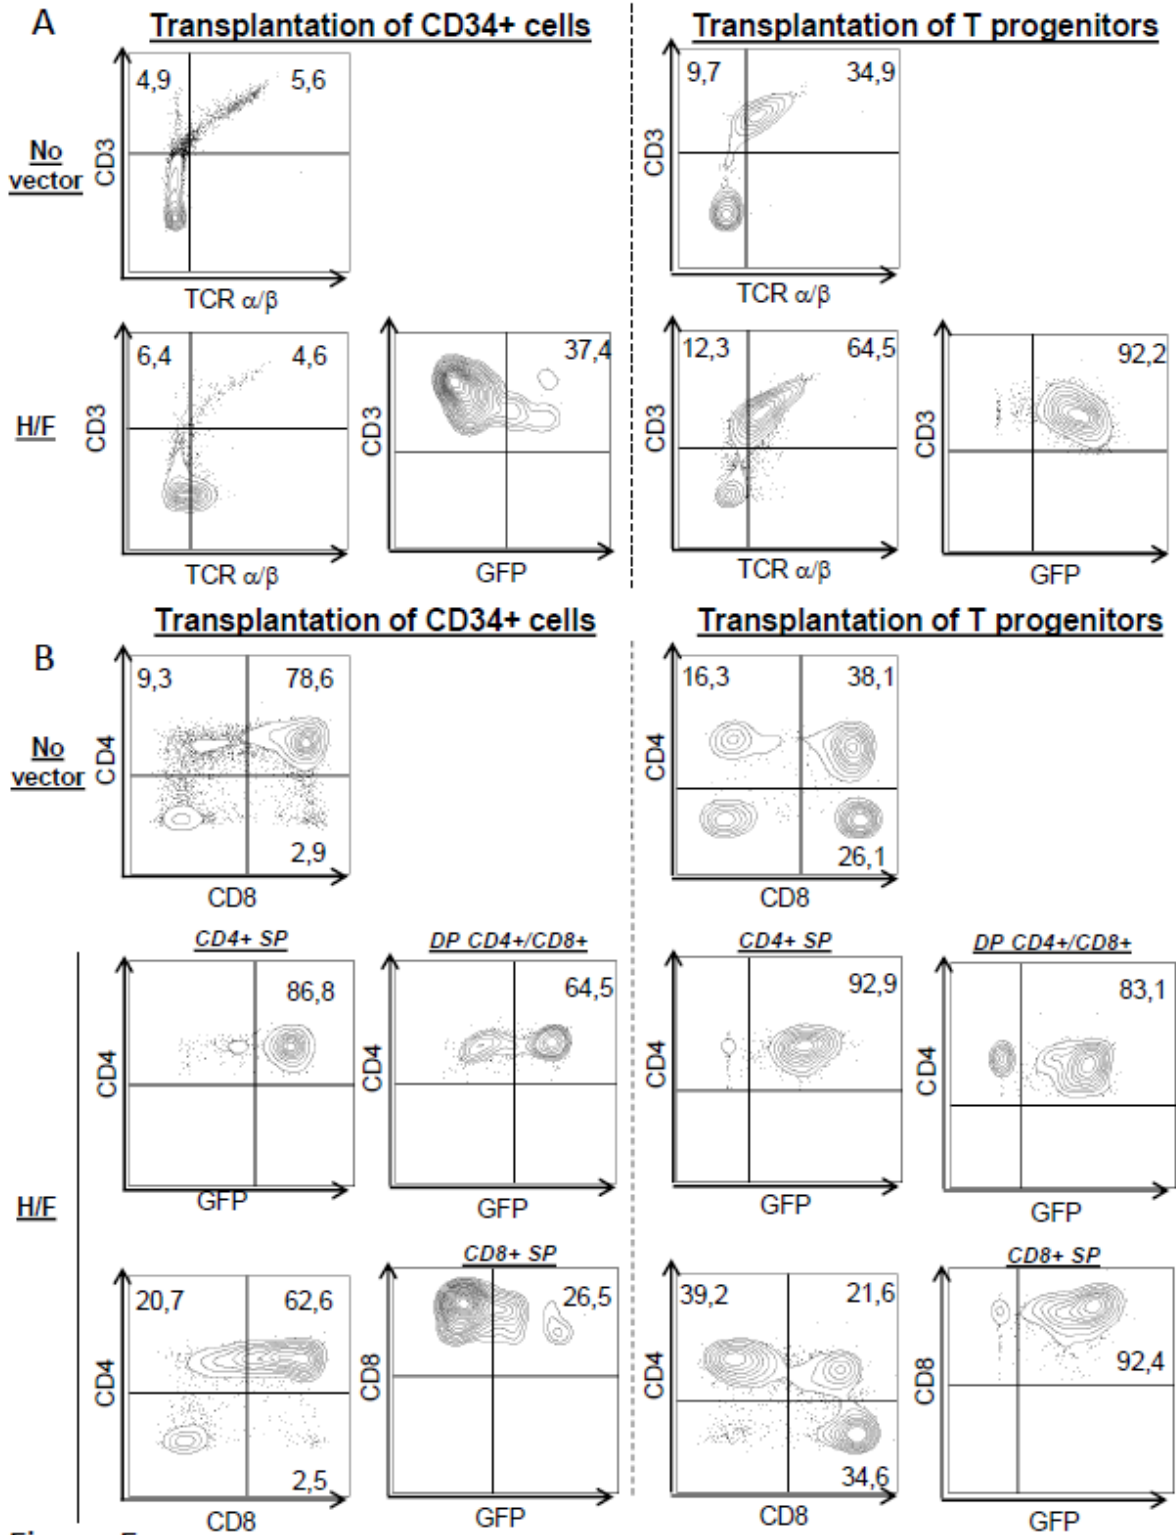 A
Transplantation of CD34+ cells
Transplantation of T progenitors
No vector
CD3
4,9
5,6
TCR α/β
CD3
9,7
34,9
TCR α/β
H/F
CD3
6,4
4,6
TCR α/β
CD3
37,4
GFP
CD3
12,3
64,5
TCR α/β
CD3
92,2
GFP
B
Transplantation of CD34+ cells
Transplantation of T progenitors
No vector
CD4
9,3
78,6
2,9
CD8
CD4
16,3
38,1
26,1
CD8
H/F
CD4+ SP
CD4
86,8
GFP
DP CD4+/CD8+
CD4
64,5
GFP
CD4+ SP
CD4
92,9
GFP
DP CD4+/CD8+
CD4
83,1
GFP
CD4
20,7
62,6
2,5
CD8
CD8+ SP
CD8
26,5
GFP
CD4
39,2
21,6
34,6
CD8
CD8+ SP
CD8
92,4
GFP